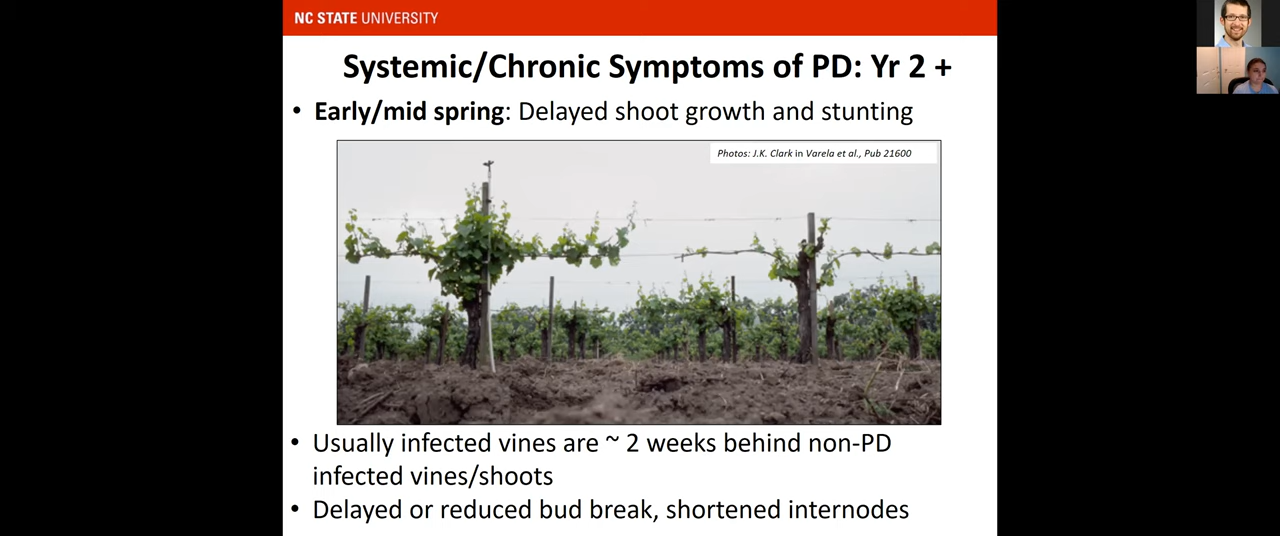 NC STATE UNIVERSITY
Systemic/Chronic Symptoms of PD: Yr 2 +
• Early/mid spring: Delayed shoot growth and stunting
Photos: J.K. Clark in Varela et al., Pub 21600
• Usually infected vines are ~ 2 weeks behind non-PD
infected vines/shoots
• Delayed or reduced bud break, shortened internodes